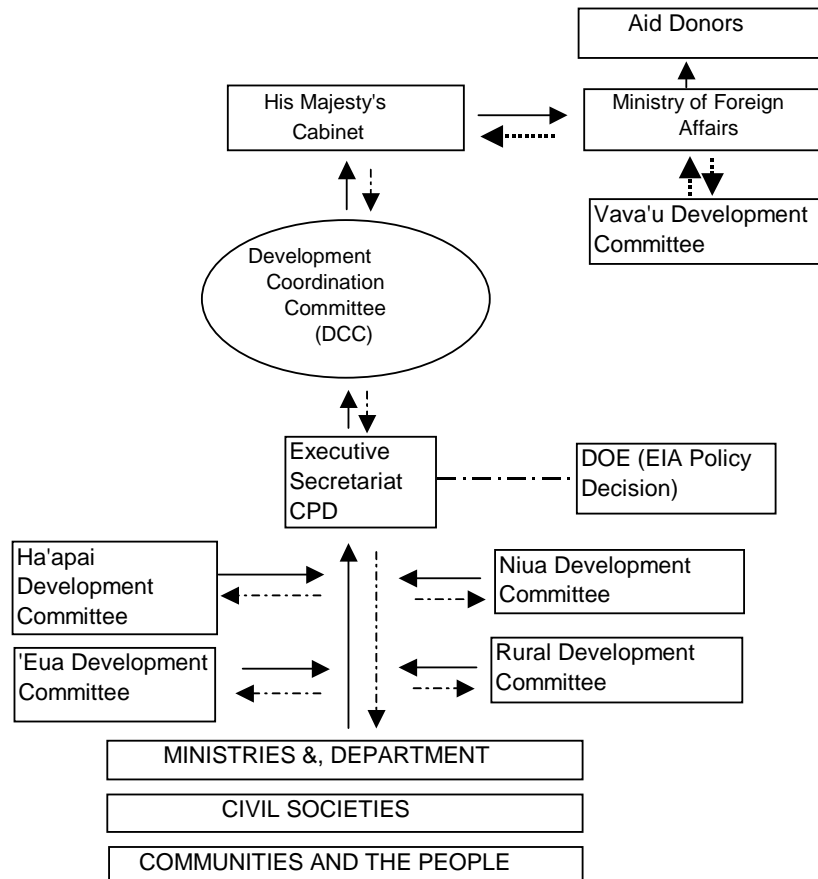 Aid Donors
His Majesty's
Cabinet
Ministry of Foreign
Affairs
Vava'u Development
Committee
Development
Coordination
Committee
(DCC)
Executive
Secretariat
CPD
DOE (EIA Policy
Decision)
Ha'apai
Development
Committee
Niua Development
Committee
'Eua Development
Committee
Rural Development
Committee
MINISTRIES &, DEPARTMENT
CIVIL SOCIETIES
COMMUNITIES AND THE PEOPLE